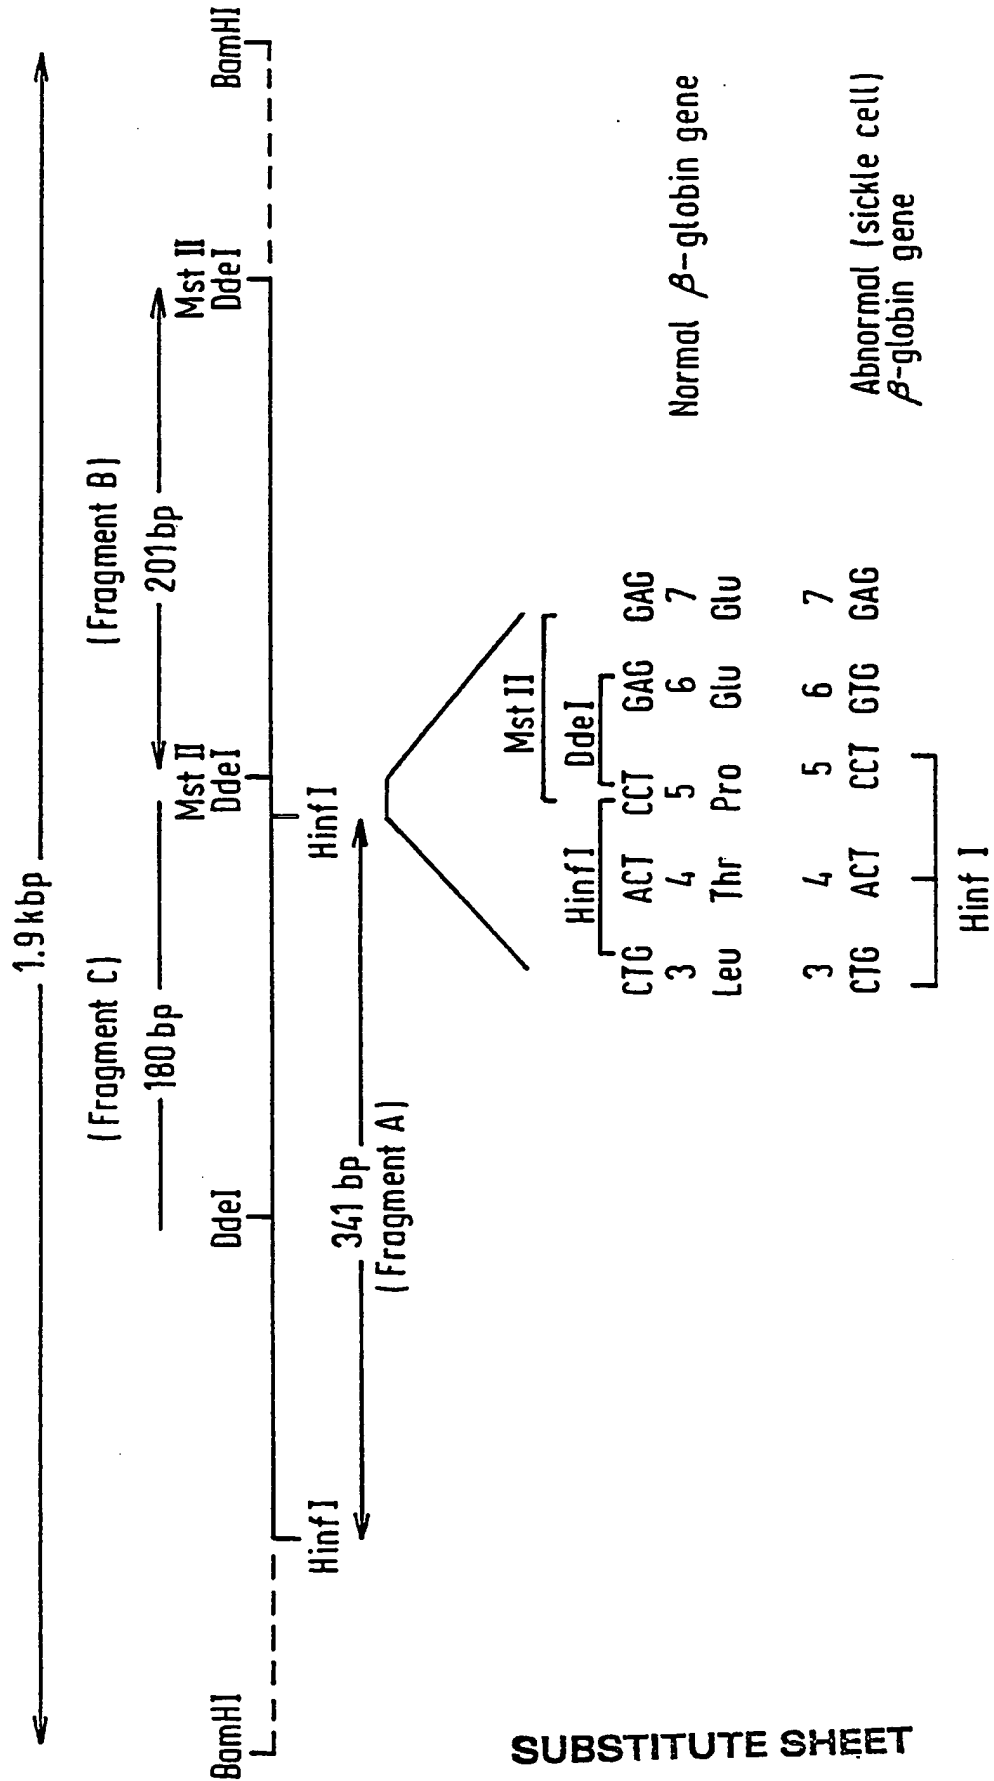 1.9 kbp
(Fragment C)
(Fragment B)
180 bp
201 bp
Mst II
Mst II
BamHI
DdeI
DdeI
DdeI
BamHI
HinfI
HinfI
341 bp
(Fragment A)
Mst II
HinfI
DdeI
CTG ACT CCT GAG GAG
3 4 5 6 7
Leu Thr Pro Glu Glu
Normal β-globin gene
3 4 5 6 7
CTG ACT CCT GTG GAG
Abnormal (sickle cell)
β-globin gene
Hinf I
SUBSTITUTE SHEET